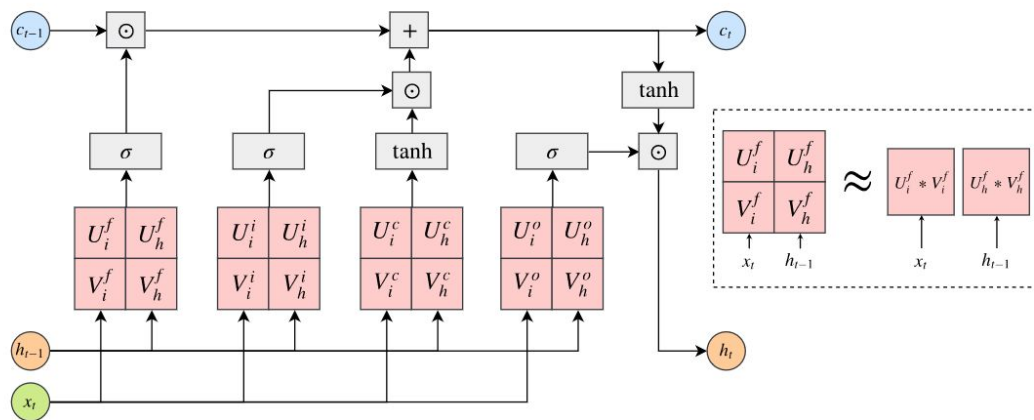 c_{t-1} ⊙ + c_t
tanh
⊙
σ σ tanh σ ⊙
U_i^f U_h^f U_i^i U_h^i U_i^c U_h^c U_i^o U_h^o
V_i^f V_h^f V_i^i V_h^i V_i^c V_h^c V_i^o V_h^o
h_{t-1} h_t
x_t
U_i^f U_h^f
V_i^f V_h^f
≈
U_i^f * V_i^f U_h^f * V_h^f
x_t h_{t-1} x_t h_{t-1}